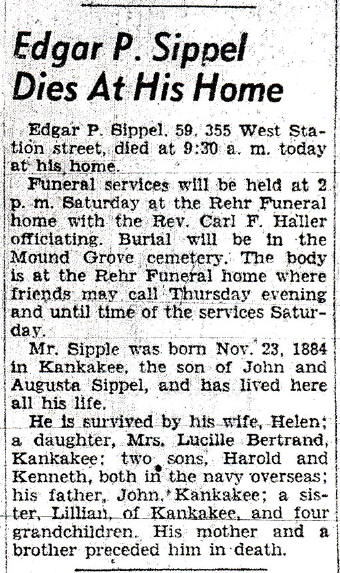 Edgar P. Sippel
Dies At His Home
Edgar P. Sippel, 59, 355 West Sta-
tion street, died at 9:30 a. m. today
at his home.
Funeral services will be held at 2
p. m. Saturday at the Rehr Funeral
home with the Rev. Carl F. Haller
officiating. Burial will be in the
Mound Grove cemetery. The body
is at the Rehr Funeral home where
friends may call Thursday evening
and until time of the services Satur-
day.
Mr. Sipple was born Nov. 23, 1884
in Kankakee, the son of John and
Augusta Sippel, and has lived here
all his life.
He is survived by his wife, Helen;
a daughter, Mrs. Lucille Bertrand,
Kankakee; two sons, Harold and
Kenneth, both in the navy overseas;
his father, John, Kankakee; a sis-
ter, Lillian, of Kankakee, and four
grandchildren. His mother and a
brother preceded him in death.